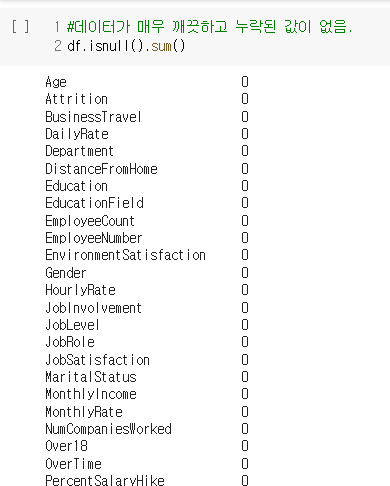 [ ] 1 #데이터가 매우 깨끗하고 누락된 값이 없음.
2 df.isnull().sum()
Age 0
Attrition 0
BusinessTravel 0
DailyRate 0
Department 0
DistanceFromHome 0
Education 0
EducationField 0
EmployeeCount 0
EmployeeNumber 0
EnvironmentSatisfaction 0
Gender 0
HourlyRate 0
JobInvolvement 0
JobLevel 0
JobRole 0
JobSatisfaction 0
MaritalStatus 0
MonthlyIncome 0
MonthlyRate 0
NumCompaniesWorked 0
Over18 0
OverTime 0
PercentSalaryHike 0